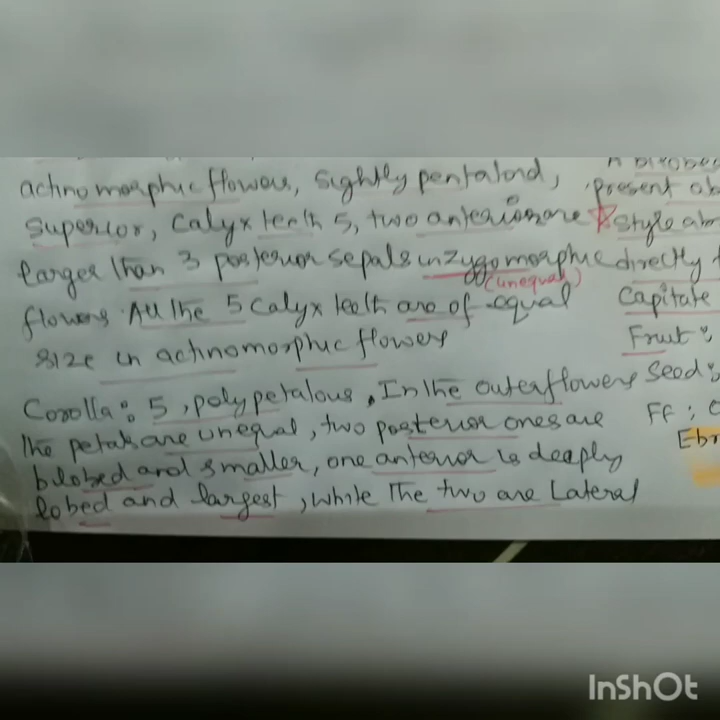 actinomorphic flowers, sightly pentaloid,
superior, Calyx teeth 5, two anterior are
larger than 3 posterior sepals in zygomorphic
(unequal)
flowers. All the 5 Calyx teeth are of equal
size in actinomorphic flowers
Corolla: 5, polypetalous, In the outer flowers
the petals are unequal, two posterior ones are
bilobed and smaller, one anterior is deeply
lobed and largest, while the two are Lateral
present
style
directly
Capitate
Fruit:
Seed:
FF:
InShOt